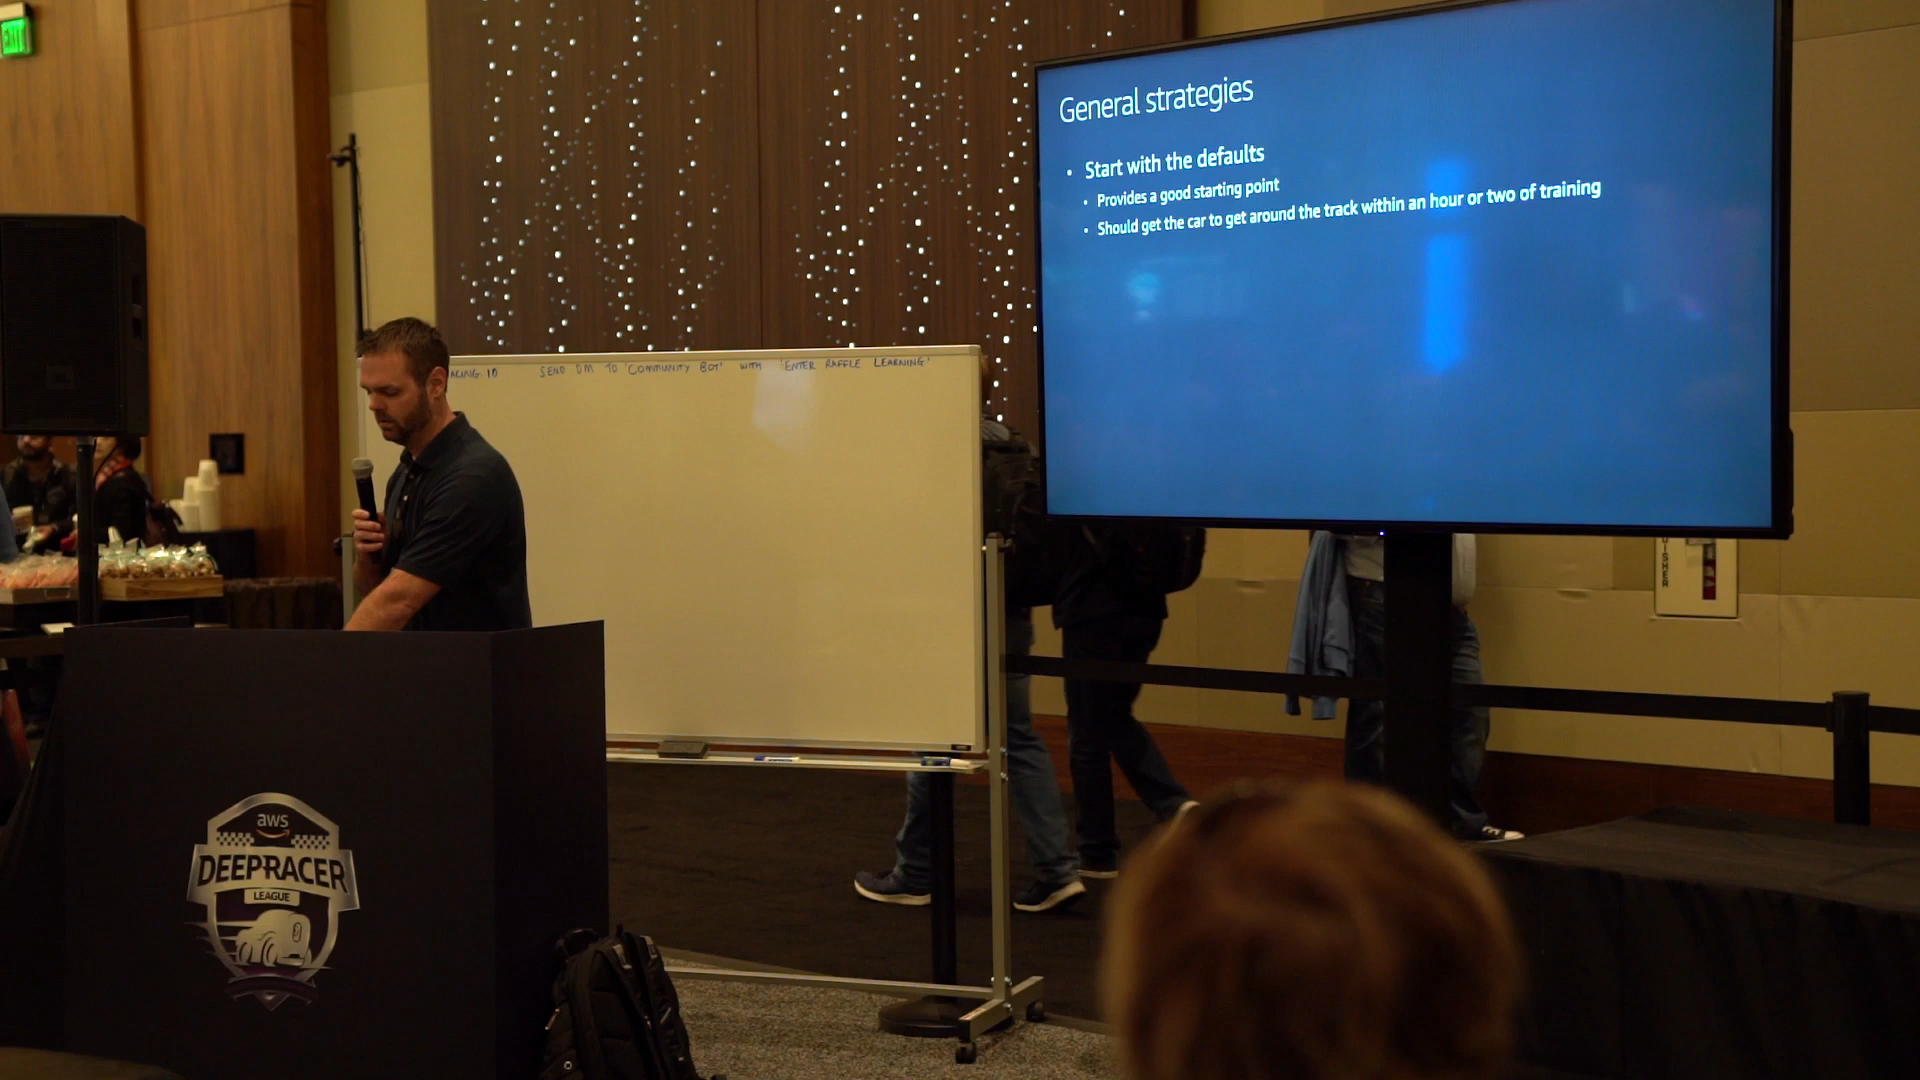 EXIT
General strategies
• Start with the defaults
• Provides a good starting point
• Should get the car to get around the track within an hour or two of training
ACING. 10 SEND DM TO 'COMMUNITY BOT' WITH 'ENTER RAFFLE LEARNING'
aws
DEEPRACER
LEAGUE